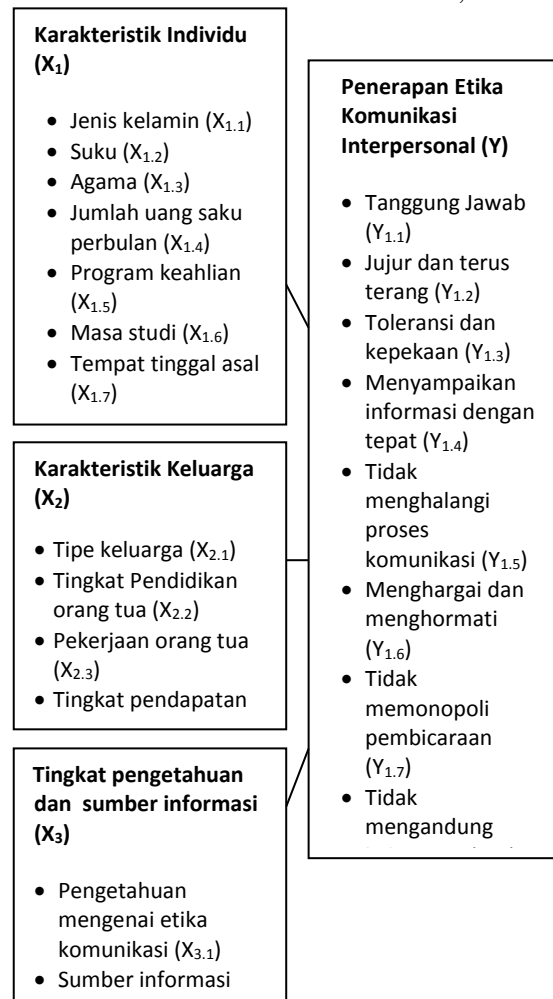 Karakteristik Individu
(X₁)
• Jenis kelamin (X₁.₁)
• Suku (X₁.₂)
• Agama (X₁.₃)
• Jumlah uang saku
perbulan (X₁.₄)
• Program keahlian
(X₁.₅)
• Masa studi (X₁.₆)
• Tempat tinggal asal
(X₁.₇)
Karakteristik Keluarga
(X₂)
• Tipe keluarga (X₂.₁)
• Tingkat Pendidikan
orang tua (X₂.₂)
• Pekerjaan orang tua
(X₂.₃)
• Tingkat pendapatan
Tingkat pengetahuan
dan sumber informasi
(X₃)
• Pengetahuan
mengenai etika
komunikasi (X₃.₁)
• Sumber informasi
Penerapan Etika
Komunikasi
Interpersonal (Y)
• Tanggung Jawab
(Y₁.₁)
• Jujur dan terus
terang (Y₁.₂)
• Toleransi dan
kepekaan (Y₁.₃)
• Menyampaikan
informasi dengan
tepat (Y₁.₄)
• Tidak
menghalangi
proses
komunikasi (Y₁.₅)
• Menghargai dan
menghormati
(Y₁.₆)
• Tidak
memonopoli
pembicaraan
(Y₁.₇)
• Tidak
mengandung